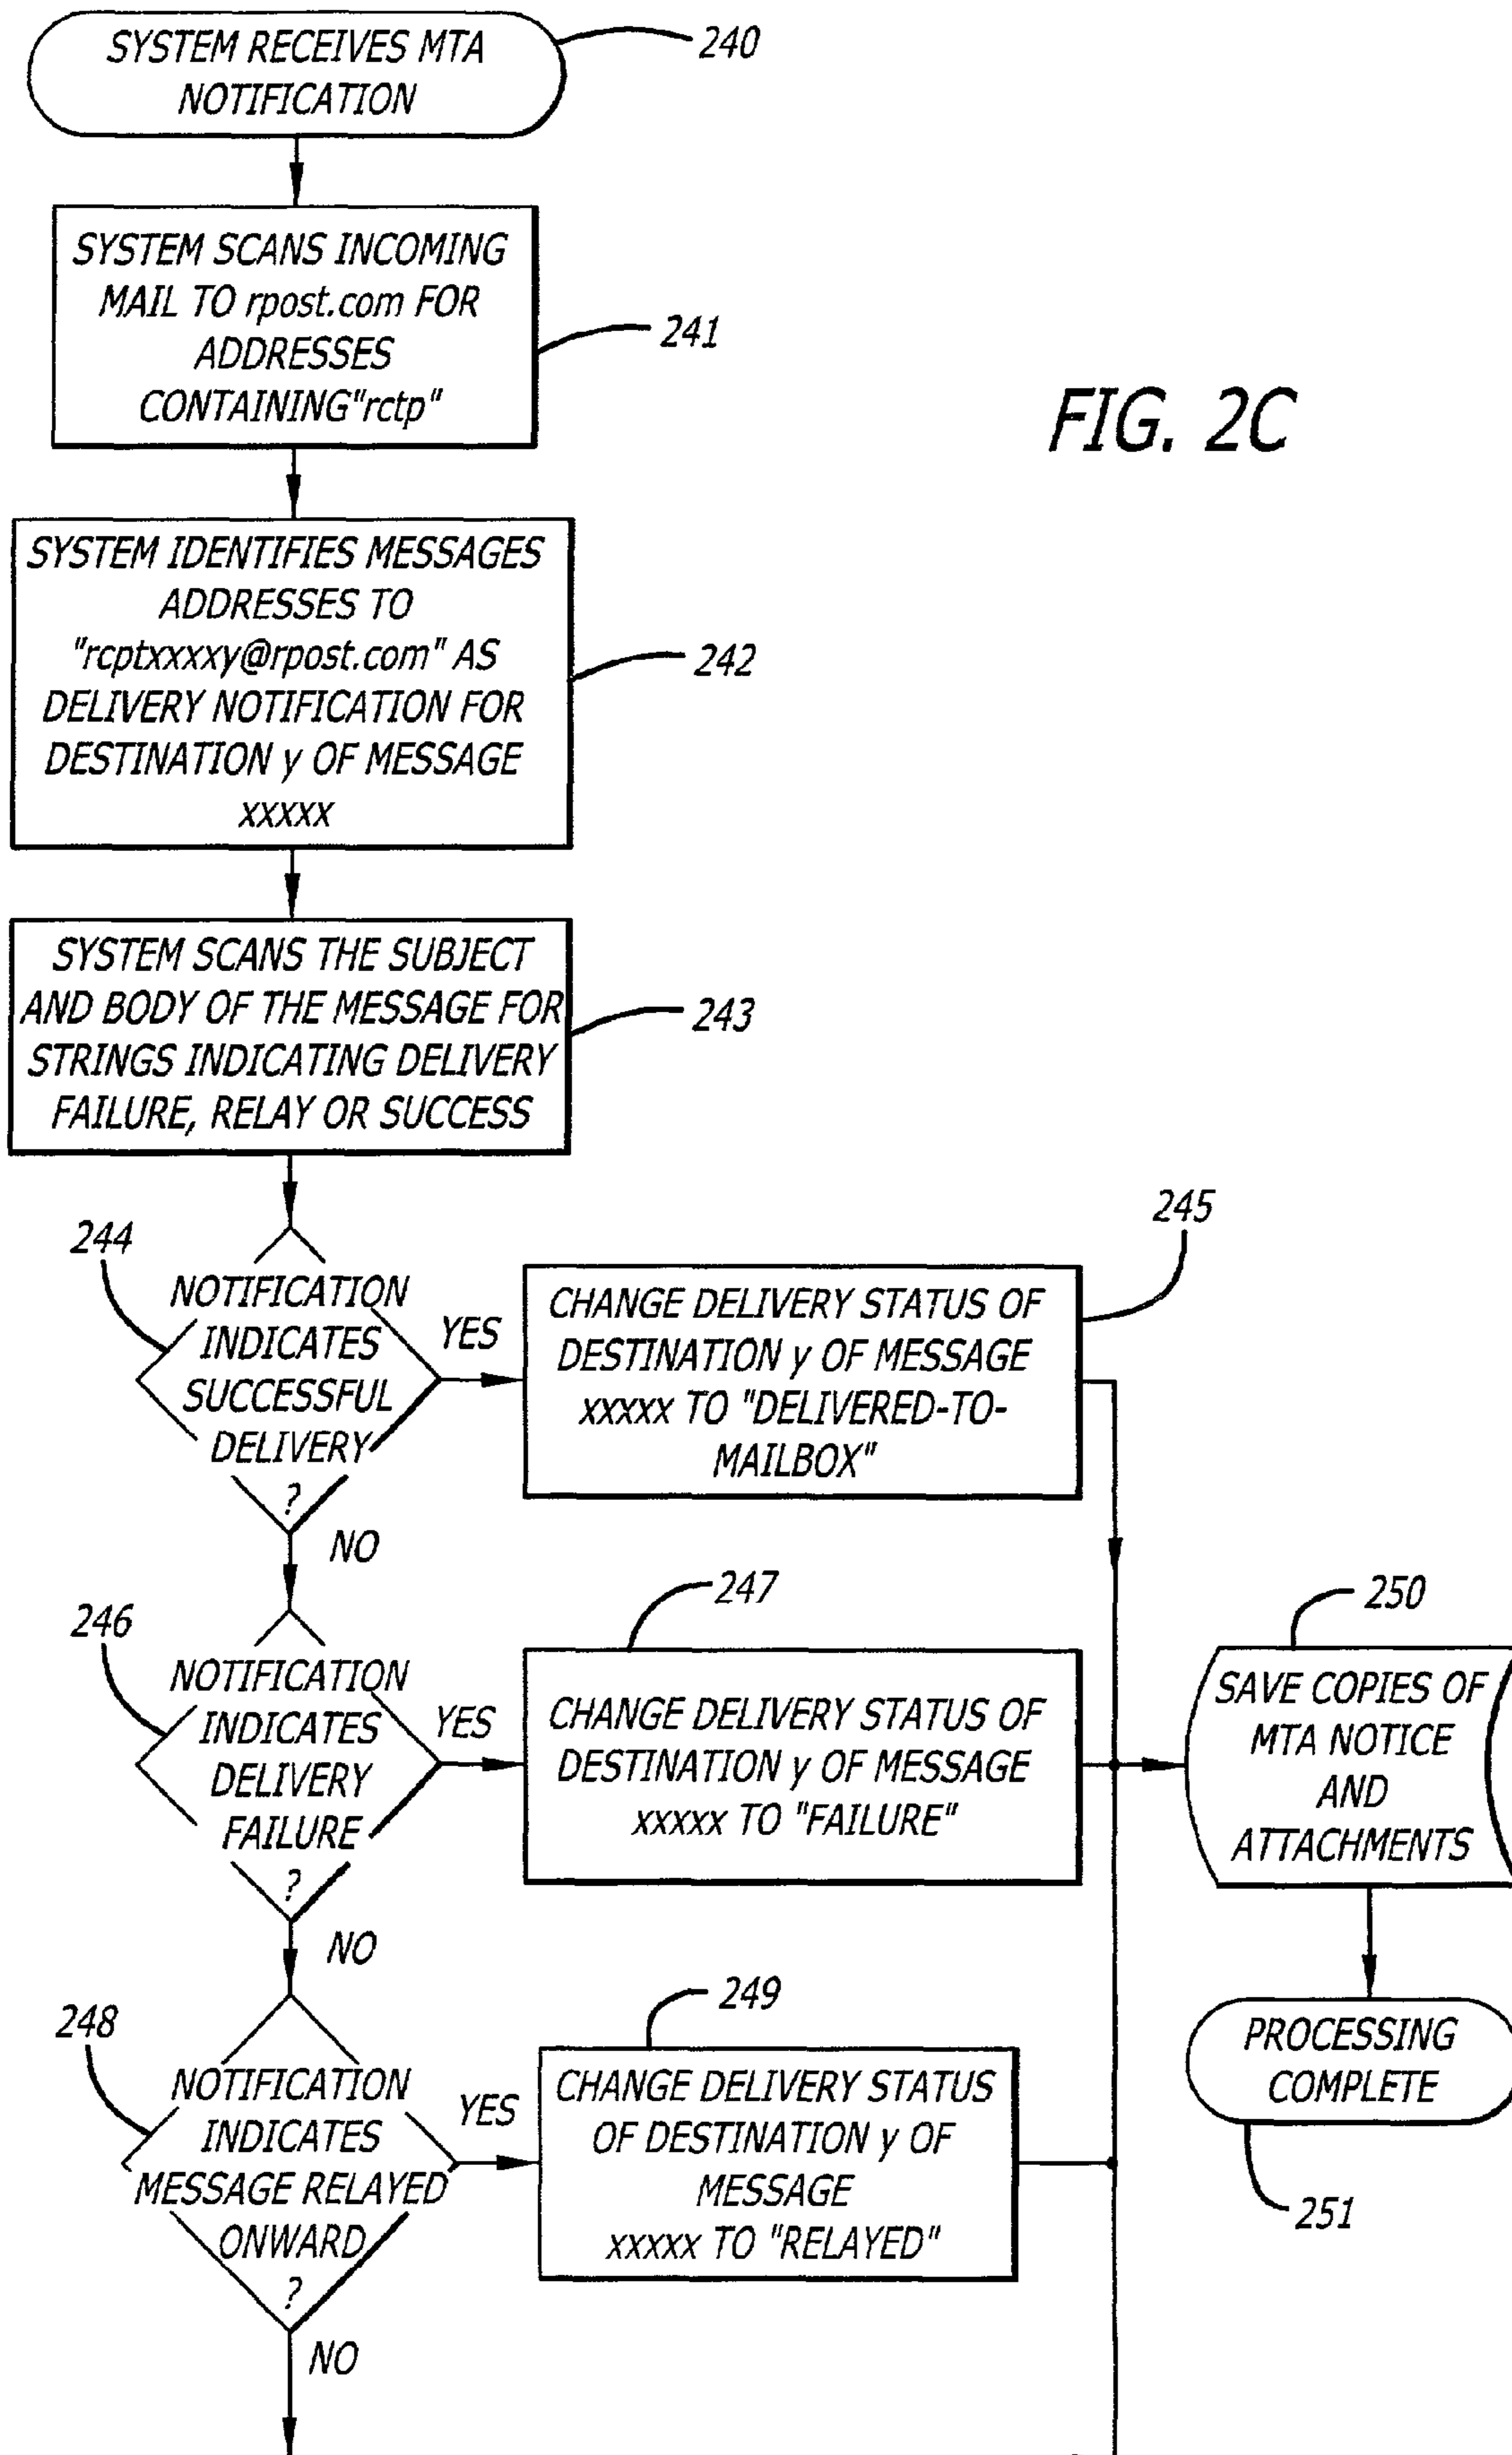 SYSTEM RECEIVES MTA
NOTIFICATION
240
SYSTEM SCANS INCOMING
MAIL TO rpost.com FOR
ADDRESSES
CONTAINING"rctp"
241
FIG. 2C
SYSTEM IDENTIFIES MESSAGES
ADDRESSES TO
"rcptxxxxy@rpost.com" AS
DELIVERY NOTIFICATION FOR
DESTINATION y OF MESSAGE
xxxxx
242
SYSTEM SCANS THE SUBJECT
AND BODY OF THE MESSAGE FOR
STRINGS INDICATING DELIVERY
FAILURE, RELAY OR SUCCESS
243
244
NOTIFICATION
INDICATES
SUCCESSFUL
DELIVERY
?
YES
NO
245
CHANGE DELIVERY STATUS OF
DESTINATION y OF MESSAGE
xxxxx TO "DELIVERED-TO-
MAILBOX"
246
NOTIFICATION
INDICATES
DELIVERY
FAILURE
?
YES
NO
247
CHANGE DELIVERY STATUS OF
DESTINATION y OF MESSAGE
xxxxx TO "FAILURE"
250
SAVE COPIES OF
MTA NOTICE
AND
ATTACHMENTS
248
NOTIFICATION
INDICATES
MESSAGE RELAYED
ONWARD
?
YES
NO
249
CHANGE DELIVERY STATUS
OF DESTINATION y OF
MESSAGE
xxxxx TO "RELAYED"
PROCESSING
COMPLETE
251